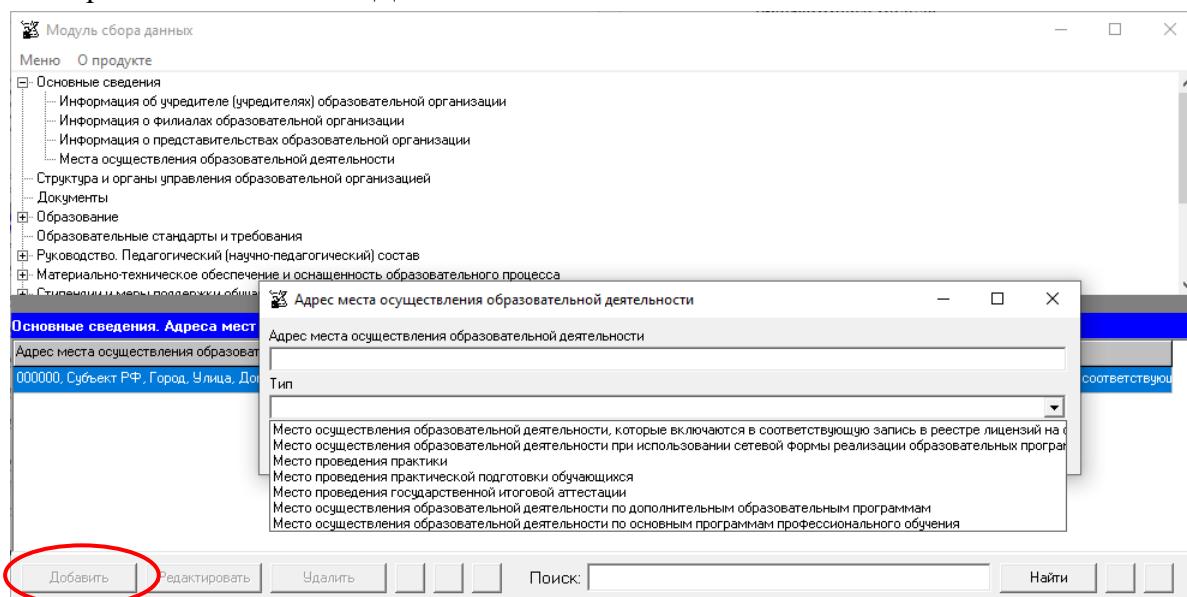 Модуль сбора данных
Меню О продукте
Основные сведения
Информация об учредителе (учредителях) образовательной организации
Информация о филиалах образовательной организации
Информация о представительствах образовательной организации
Места осуществления образовательной деятельности
Структура и органы управления образовательной организацией
Документы
Образование
Образовательные стандарты и требования
Руководство. Педагогический (научно-педагогический) состав
Материально-техническое обеспечение и оснащенность образовательного процесса
Стипендии и меры поддержки
Адрес места осуществления образовательной деятельности
Основные сведения. Адреса мест
Адрес места осуществления образовательной деятельности
Адрес места осуществления образоват
000000, Субъект РФ, Город, Улица, До
соответствую
Тип
Место осуществления образовательной деятельности, которые включаются в соответствующую запись в реестре лицензий на
Место осуществления образовательной деятельности при использовании сетевой формы реализации образовательных програ
Место проведения практики
Место проведения практической подготовки обучающихся
Место проведения государственной итоговой аттестации
Место осуществления образовательной деятельности по дополнительным образовательным программам
Место осуществления образовательной деятельности по основным программам профессионального обучения
Добавить Редактировать Удалить Поиск: Найти